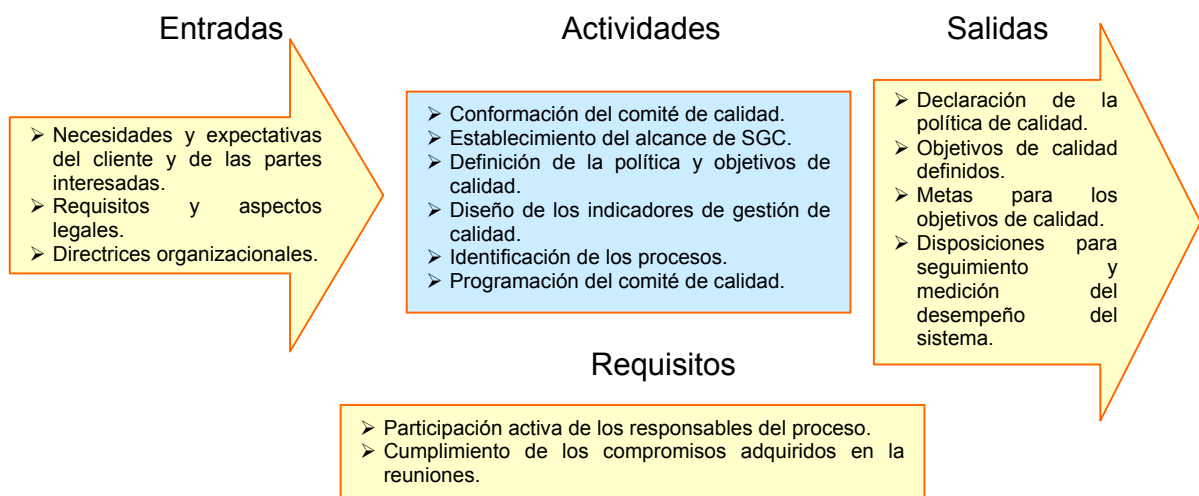 Entradas
➢ Necesidades y expectativas
del cliente y de las partes
interesadas.
➢ Requisitos y aspectos
legales.
➢ Directrices organizacionales.
Actividades
➢ Conformación del comité de calidad.
➢ Establecimiento del alcance de SGC.
➢ Definición de la política y objetivos de
calidad.
➢ Diseño de los indicadores de gestión de
calidad.
➢ Identificación de los procesos.
➢ Programación del comité de calidad.
Salidas
➢ Declaración de la
política de calidad.
➢ Objetivos de calidad
definidos.
➢ Metas para los
objetivos de calidad.
➢ Disposiciones para
seguimiento y
medición del
desempeño del
sistema.
Requisitos
➢ Participación activa de los responsables del proceso.
➢ Cumplimiento de los compromisos adquiridos en la
reuniones.